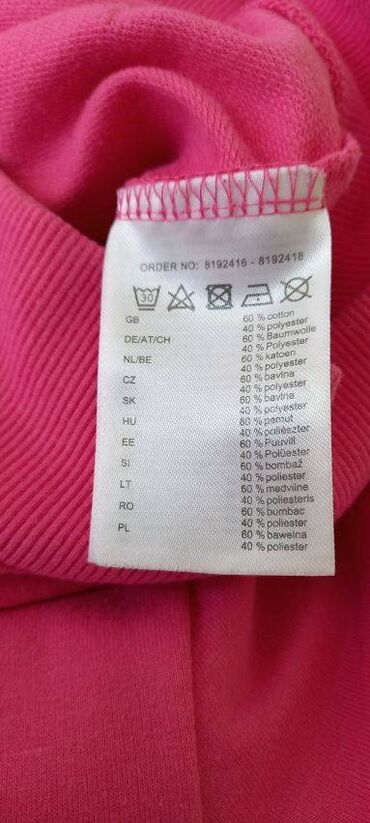 ORDER NO: 8192416 - 8192418
30
GB 60 % cotton
40 % polyester
DE/AT/CH 60 % Baumwolle
40 % Polyester
NL/BE 60 % katoen
40 % polyester
CZ 60 % bavlna
40 % polyester
SK 60 % bavlna
40 % polyester
HU 60 % pamut
40 % poliészter
EE 60 % Puuvill
40 % Polüester
SI 60 % bombaž
40 % poliester
LT 60 % medvilnė
40 % poliesteris
RO 60 % bumbac
40 % poliester
PL 60 % bawełna
40 % poliester